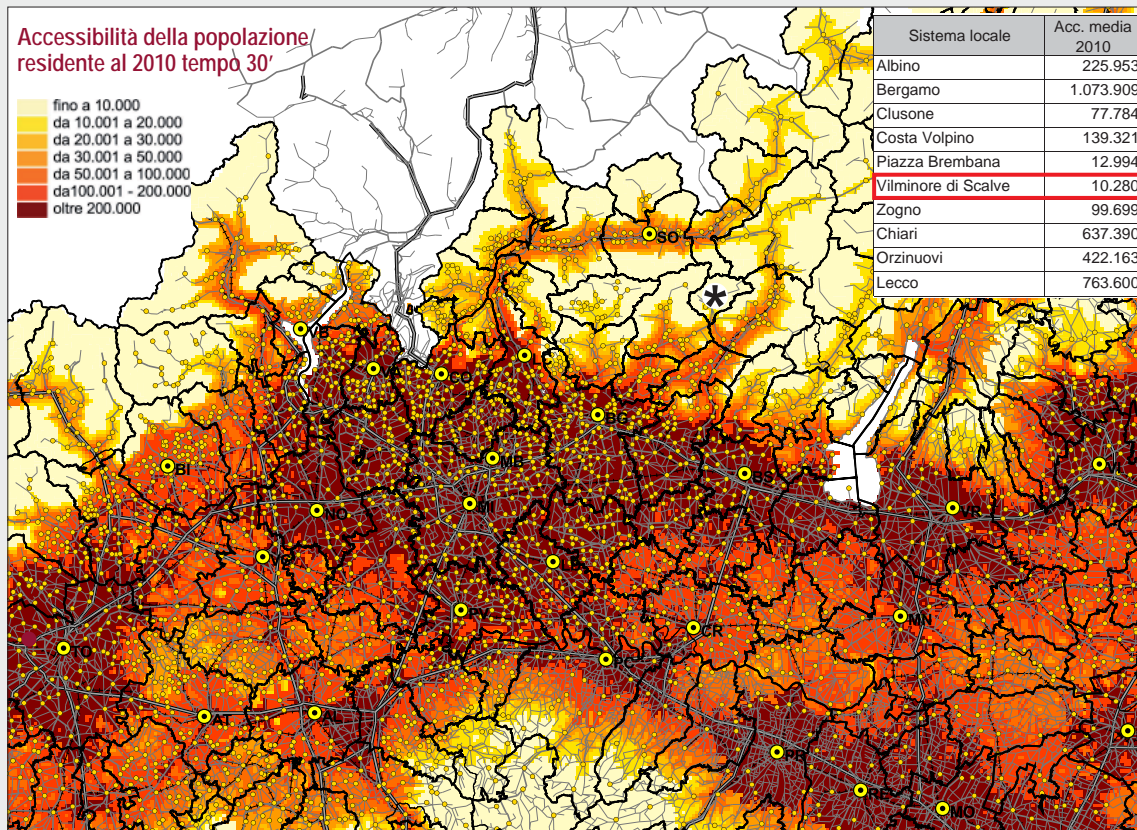 Accessibilità della popolazione
residente al 2010 tempo 30'
fino a 10.000
da 10.001 a 20.000
da 20.001 a 30.000
da 30.001 a 50.000
da 50.001 a 100.000
da100.001 - 200.000
oltre 200.000
Sistema locale Acc. media 2010
Albino 225.953
Bergamo 1.073.909
Clusone 77.784
Costa Volpino 139.321
Piazza Brembana 12.994
Vilminore di Scalve 10.280
Zogno 99.699
Chiari 637.390
Orzinuovi 422.163
Lecco 763.600
SO
*
VB
CO
BG
BI
MB
BS
NO
MI
VR
MN
CR
TO
PC
AT
AL
PR
RE
MO